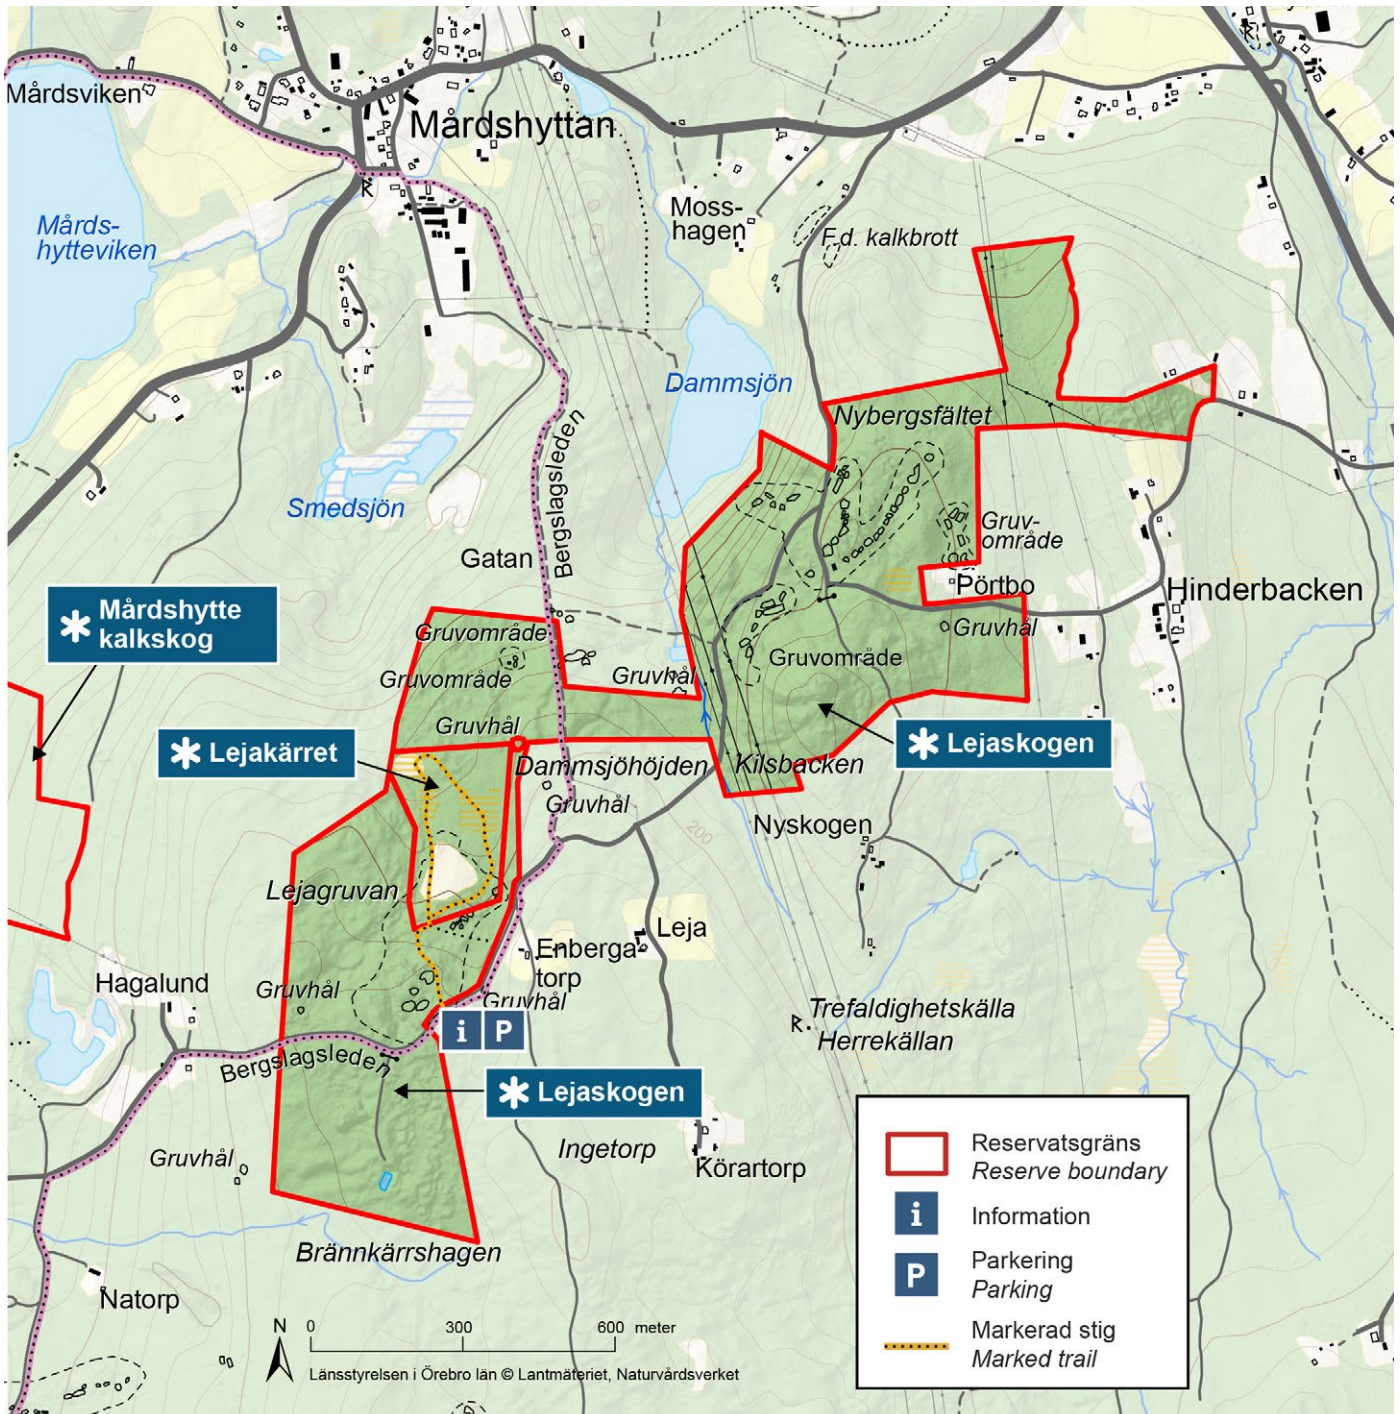 Mårdsviken
Mårdshyttan
Mårds-
hytteviken
Moss-
hagen
F.d. kalkbrott
Dammsjön
Nybergsfältet
Bergslagsleden
Smedsjön
Gatan
Gruv-
område
Pörtbo
Hinderbacken
Mårdshytte
kalkskog
Gruvområde
Gruvhål
Gruvområde
Gruvområde
Gruvhål
Gruvhål
Lejaskogen
Lejakärret
Dammsjöhöjden
Kilsbacken
Gruvhål
Nyskogen
200
Lejagruvan
Leja
Enberga-
torp
Hagalund
Gruvhål
Gruvhål
Trefaldighetskälla
Herrekällan
i P
Bergslagsleden
Lejaskogen
Ingetorp
Gruvhål
Körartorp
Brännkärrshagen
Natorp
Reservatsgräns
Reserve boundary
i
Information
P
Parkering
Parking
Markerad stig
Marked trail
N
0 300 600 meter
Länsstyrelsen i Örebro län © Lantmäteriet, Naturvårdsverket